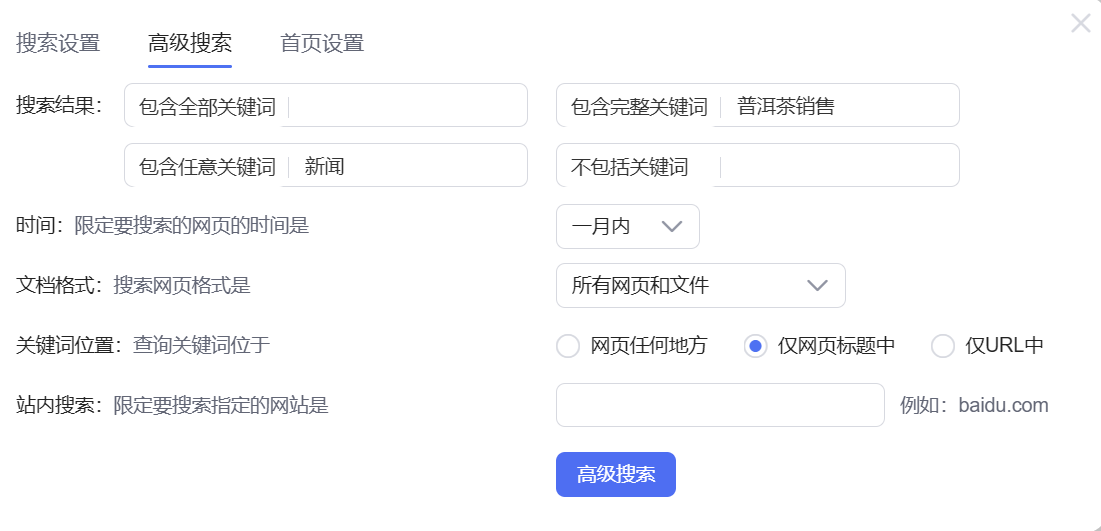 搜索设置 高级搜索 首页设置
搜索结果： 包含全部关键词 包含完整关键词 普洱茶销售
包含任意关键词 新闻 不包括关键词
时间：限定要搜索的网页的时间是 一月内
文档格式：搜索网页格式是 所有网页和文件
关键词位置：查询关键词位于 网页任何地方 仅网页标题中 仅URL中
站内搜索：限定要搜索指定的网站是 例如：baidu.com
高级搜索